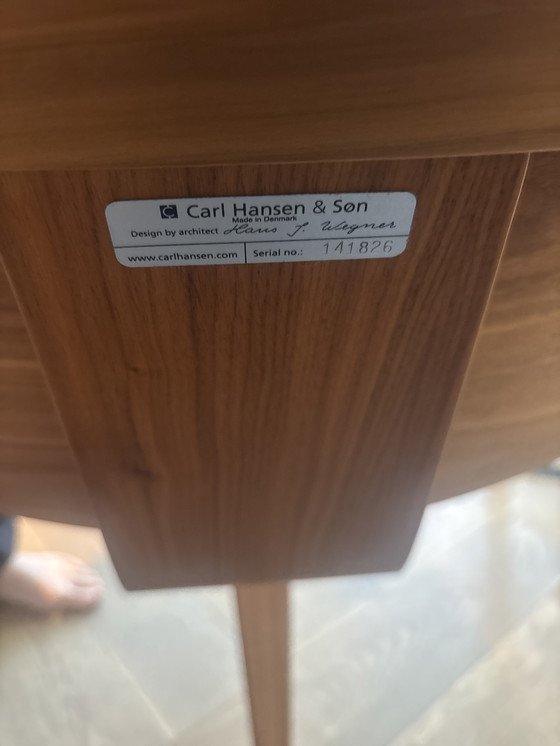 Carl Hansen & Søn
Made in Denmark
Design by architect Hans J. Wegner
www.carlhansen.com Serial no.: 141826